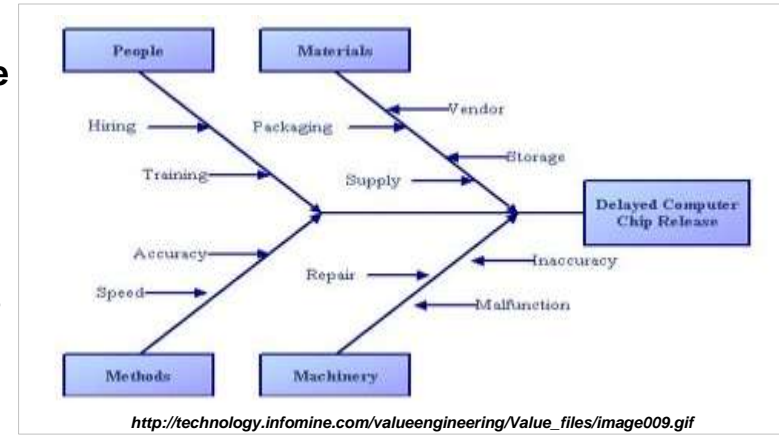 People
Materials
e
Vendor
Hiring
Packaging
Storage
Training
Supply
Delayed Computer
Chip Release
Accuracy
Inaccuracy
Repair
Speed
Malfunction
Methods
Machinery
http://technology.infomine.com/valueengineering/Value_files/image009.gif